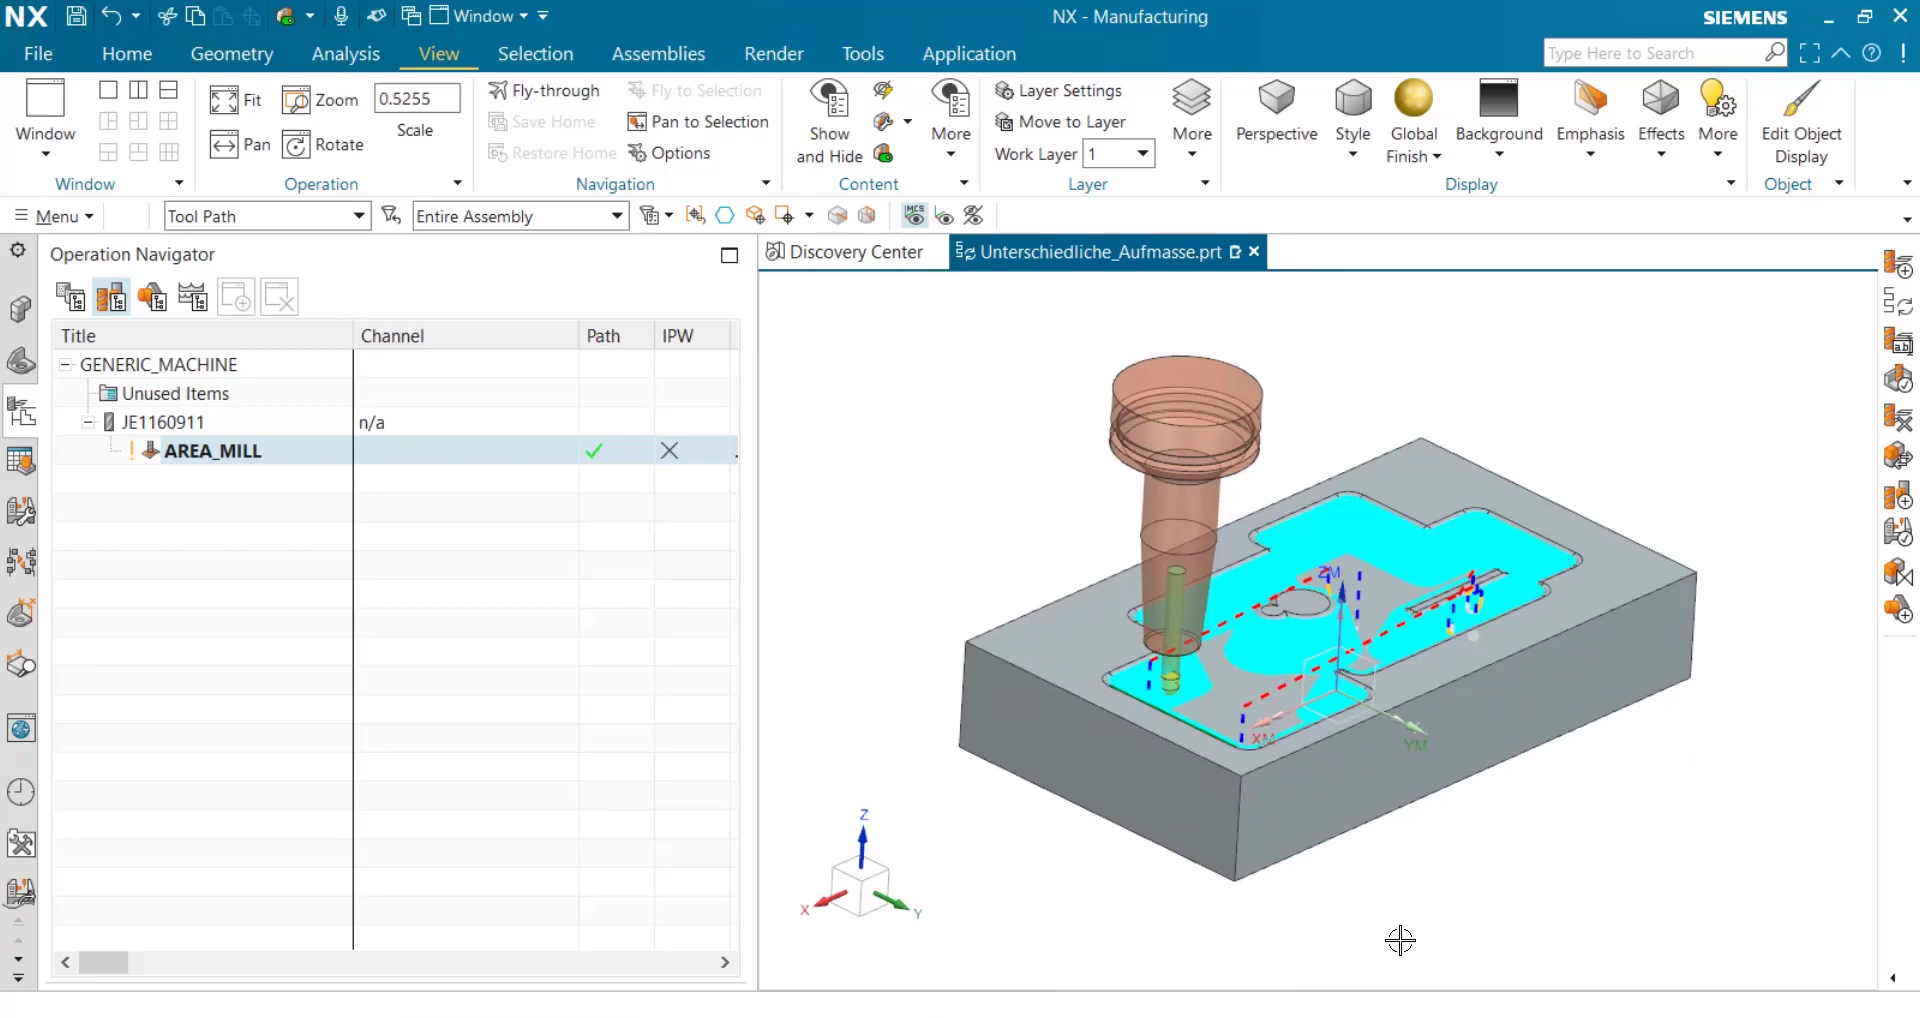 NX
Window
NX - Manufacturing
SIEMENS
File
Home
Geometry
Analysis
View
Selection
Assemblies
Render
Tools
Application
Type Here to Search
Window
Fit
Zoom
0.5255
Pan
Rotate
Scale
Fly-through
Save Home
Restore Home
Fly to Selection
Pan to Selection
Options
Show
and Hide
More
Layer Settings
Move to Layer
Work Layer
1
More
Perspective
Style
Global
Finish
Background
Emphasis
Effects
More
Edit Object
Display
Window
Operation
Navigation
Content
Layer
Display
Object
Menu
Tool Path
Entire Assembly
MCS
Operation Navigator
Discovery Center
Unterschiedliche_Aufmasse.prt
Title
Channel
Path
IPW
GENERIC_MACHINE
Unused Items
JE1160911
n/a
AREA_MILL
ZM
XM
YM
Z
X
Y